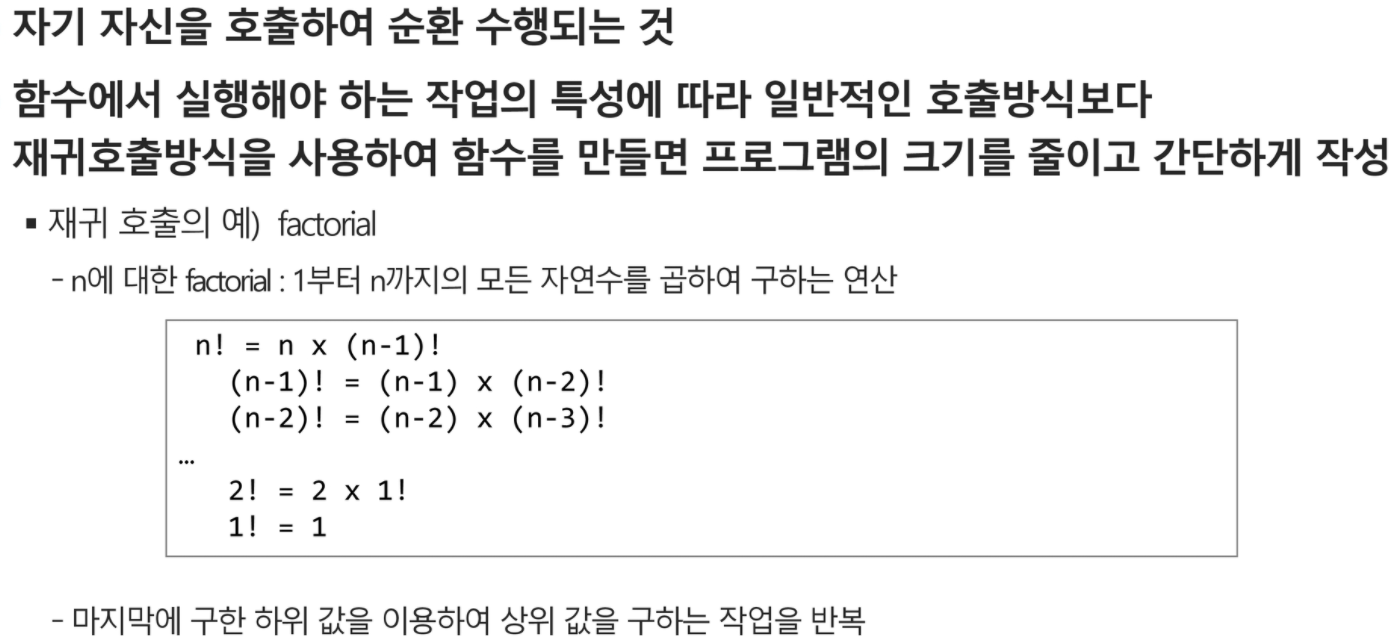 자기 자신을 호출하여 순환 수행되는 것
함수에서 실행해야 하는 작업의 특성에 따라 일반적인 호출방식보다
재귀호출방식을 사용하여 함수를 만들면 프로그램의 크기를 줄이고 간단하게 작성
▪ 재귀 호출의 예) factorial
- n에 대한 factorial : 1부터 n까지의 모든 자연수를 곱하여 구하는 연산
n! = n x (n-1)!
(n-1)! = (n-1) x (n-2)!
(n-2)! = (n-2) x (n-3)!
…
2! = 2 x 1!
1! = 1
- 마지막에 구한 하위 값을 이용하여 상위 값을 구하는 작업을 반복